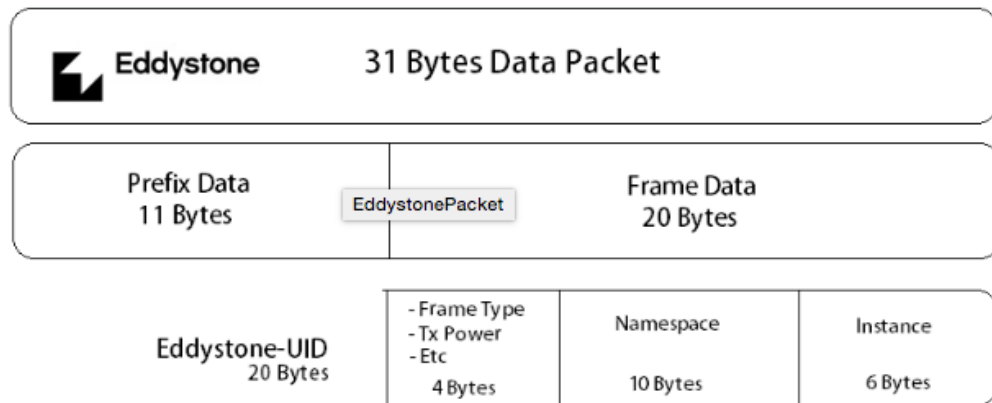 Eddystone 31 Bytes Data Packet
Prefix Data
11 Bytes
EddystonePacket
Frame Data
20 Bytes
Eddystone-UID
20 Bytes
- Frame Type
- Tx Power
- Etc
4 Bytes
Namespace
10 Bytes
Instance
6 Bytes